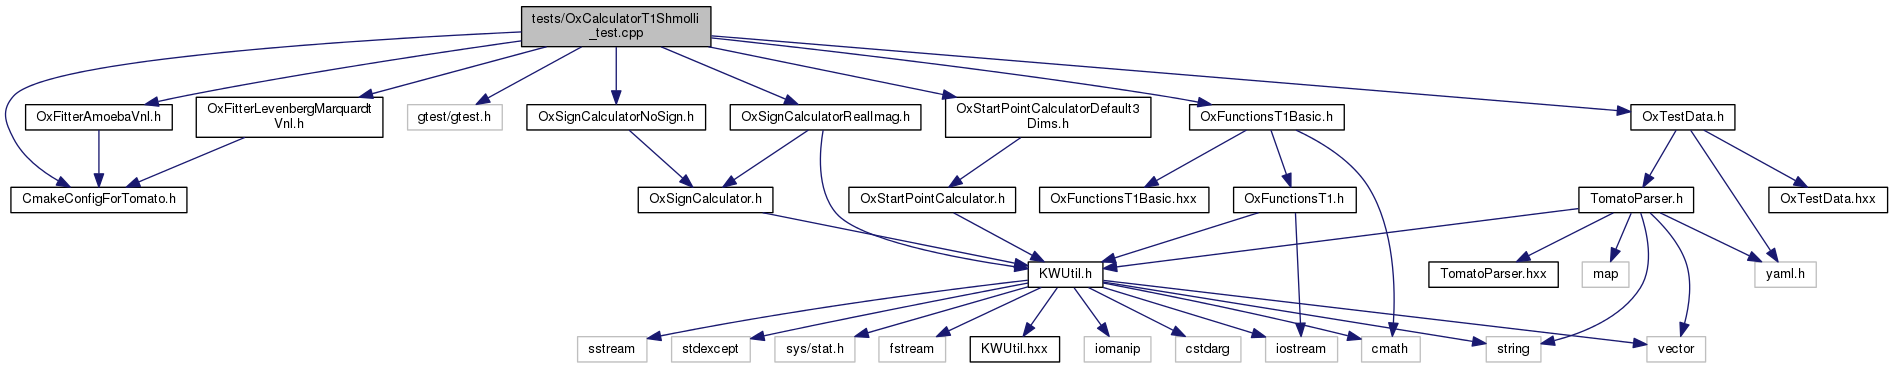 tests/OxCalculatorT1Shmolli
_test.cpp
OxFitterAmoebaVnl.h
OxFitterLevenbergMarquardt
Vnl.h
gtest/gtest.h
OxSignCalculatorNoSign.h
OxSignCalculatorRealImag.h
OxStartPointCalculatorDefault3
Dims.h
OxFunctionsT1Basic.h
OxTestData.h
CmakeConfigForTomato.h
OxSignCalculator.h
OxStartPointCalculator.h
OxFunctionsT1Basic.hxx
OxFunctionsT1.h
TomatoParser.h
OxTestData.hxx
KWUtil.h
TomatoParser.hxx
map
yaml.h
sstream
stdexcept
sys/stat.h
fstream
KWUtil.hxx
iomanip
cstdarg
iostream
cmath
string
vector